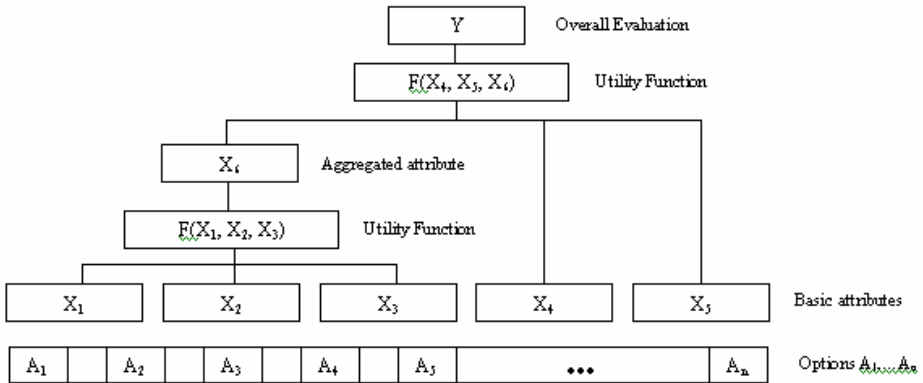 Y Overall Evaluation
F(X₄, X₅, X₆) Utility Function
X₆ Aggregated attribute
F(X₁, X₂, X₃) Utility Function
X₁ X₂ X₃ X₄ X₅ Basic attributes
A₁ A₂ A₃ A₄ A₅ ... Aₙ Options A₁,...Aₙ